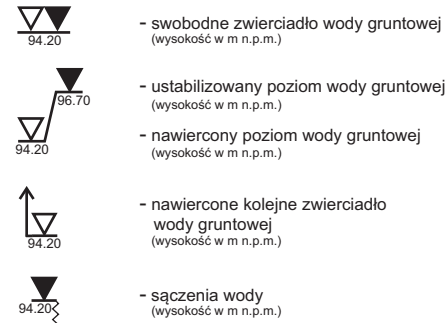 94.20
- swobodne zwierciadło wody gruntowej
(wysokość w m n.p.m.)
96.70
- ustabilizowany poziom wody gruntowej
(wysokość w m n.p.m.)
94.20
- nawiercony poziom wody gruntowej
(wysokość w m n.p.m.)
94.20
- nawiercone kolejne zwierciadło
wody gruntowej
(wysokość w m n.p.m.)
94.20
- sączenia wody
(wysokość w m n.p.m.)